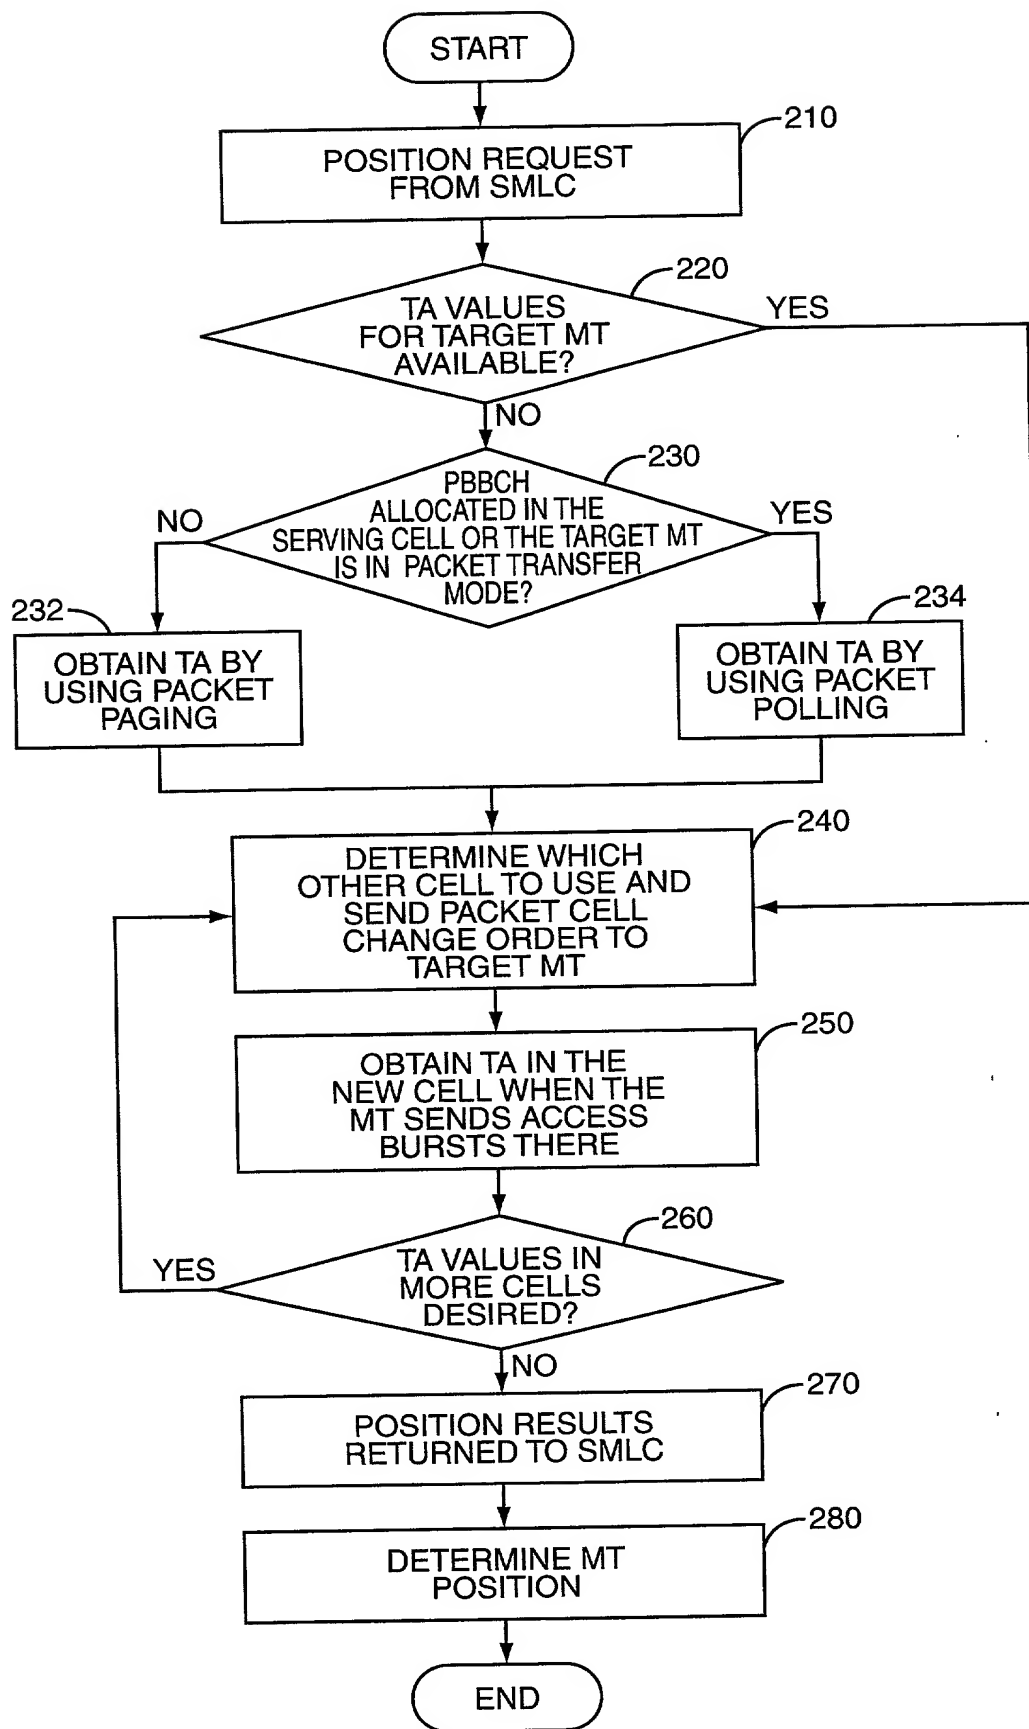 START
210
POSITION REQUEST
FROM SMLC
220
TA VALUES
FOR TARGET MT
AVAILABLE?
YES
NO
230
PBBCH
ALLOCATED IN THE
SERVING CELL OR THE TARGET MT
IS IN PACKET TRANSFER
MODE?
NO
YES
232
OBTAIN TA BY
USING PACKET
PAGING
234
OBTAIN TA BY
USING PACKET
POLLING
240
DETERMINE WHICH
OTHER CELL TO USE AND
SEND PACKET CELL
CHANGE ORDER TO
TARGET MT
250
OBTAIN TA IN THE
NEW CELL WHEN THE
MT SENDS ACCESS
BURSTS THERE
260
TA VALUES IN
MORE CELLS
DESIRED?
YES
NO
270
POSITION RESULTS
RETURNED TO SMLC
280
DETERMINE MT
POSITION
END